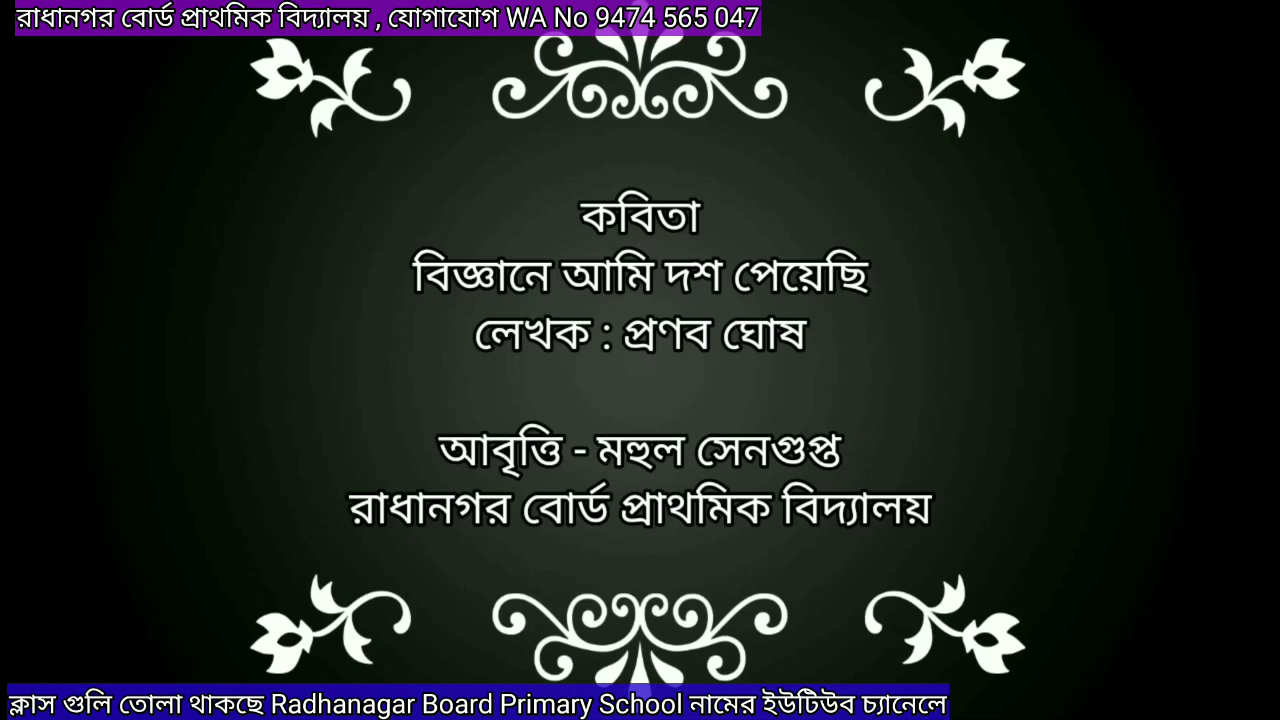 রাধানগর বোর্ড প্রাথমিক বিদ্যালয় , যোগাযোগ WA No 9474 565 047
কবিতা
বিজ্ঞানে আমি দশ পেয়েছি
লেখক : প্রণব ঘোষ
আবৃত্তি - মহুল সেনগুপ্ত
রাধানগর বোর্ড প্রাথমিক বিদ্যালয়
ক্লাস গুলি তোলা থাকছে Radhanagar Board Primary School নামের ইউটিউব চ্যানেলে